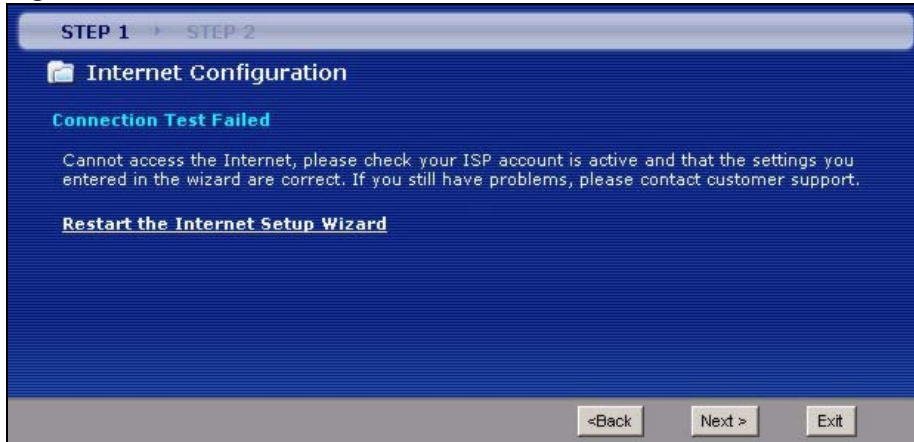 STEP 1 STEP 2
Internet Configuration
Connection Test Failed
Cannot access the Internet, please check your ISP account is active and that the settings you
entered in the wizard are correct. If you still have problems, please contact customer support.
Restart the Internet Setup Wizard
<Back Next > Exit